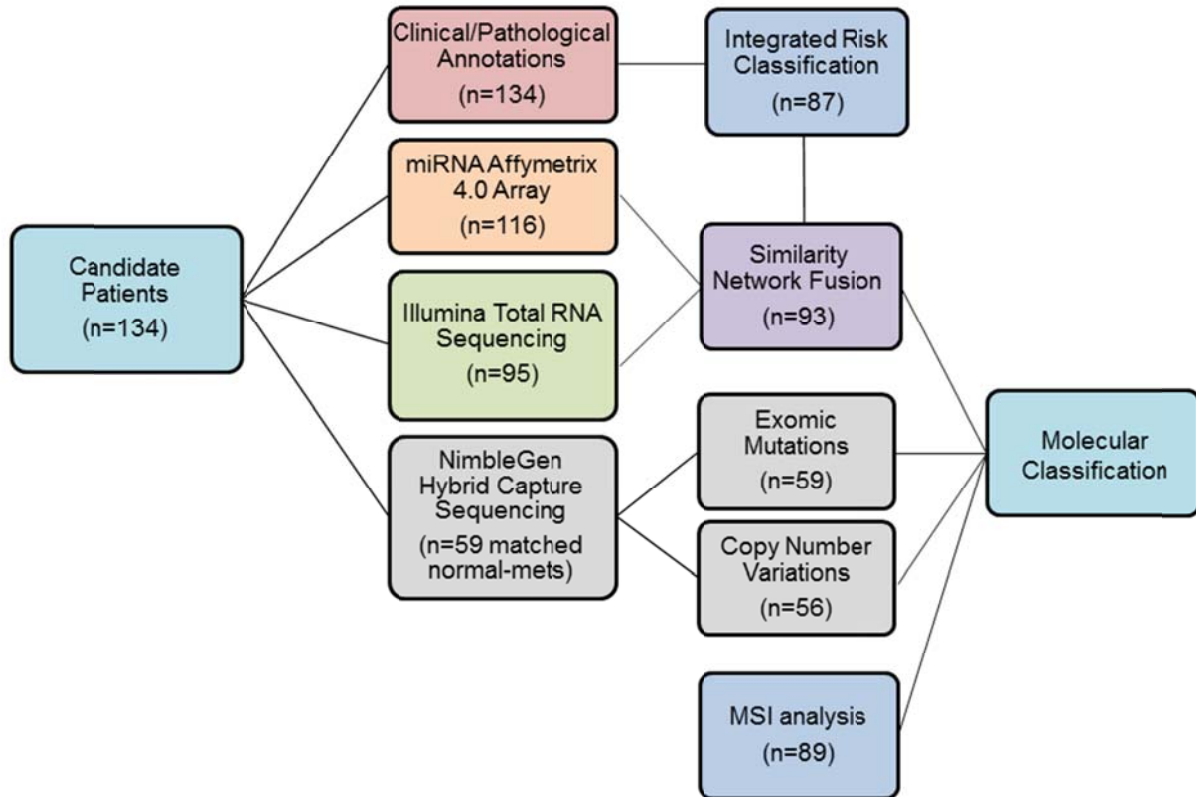 Candidate
Patients
(n=134)
Clinical/Pathological
Annotations
(n=134)
miRNA Affymetrix
4.0 Array
(n=116)
Illumina Total RNA
Sequencing
(n=95)
NimbleGen
Hybrid Capture
Sequencing
(n=59 matched
normal-mets)
Integrated Risk
Classification
(n=87)
Similarity
Network Fusion
(n=93)
Exomic
Mutations
(n=59)
Copy Number
Variations
(n=56)
MSI analysis
(n=89)
Molecular
Classification